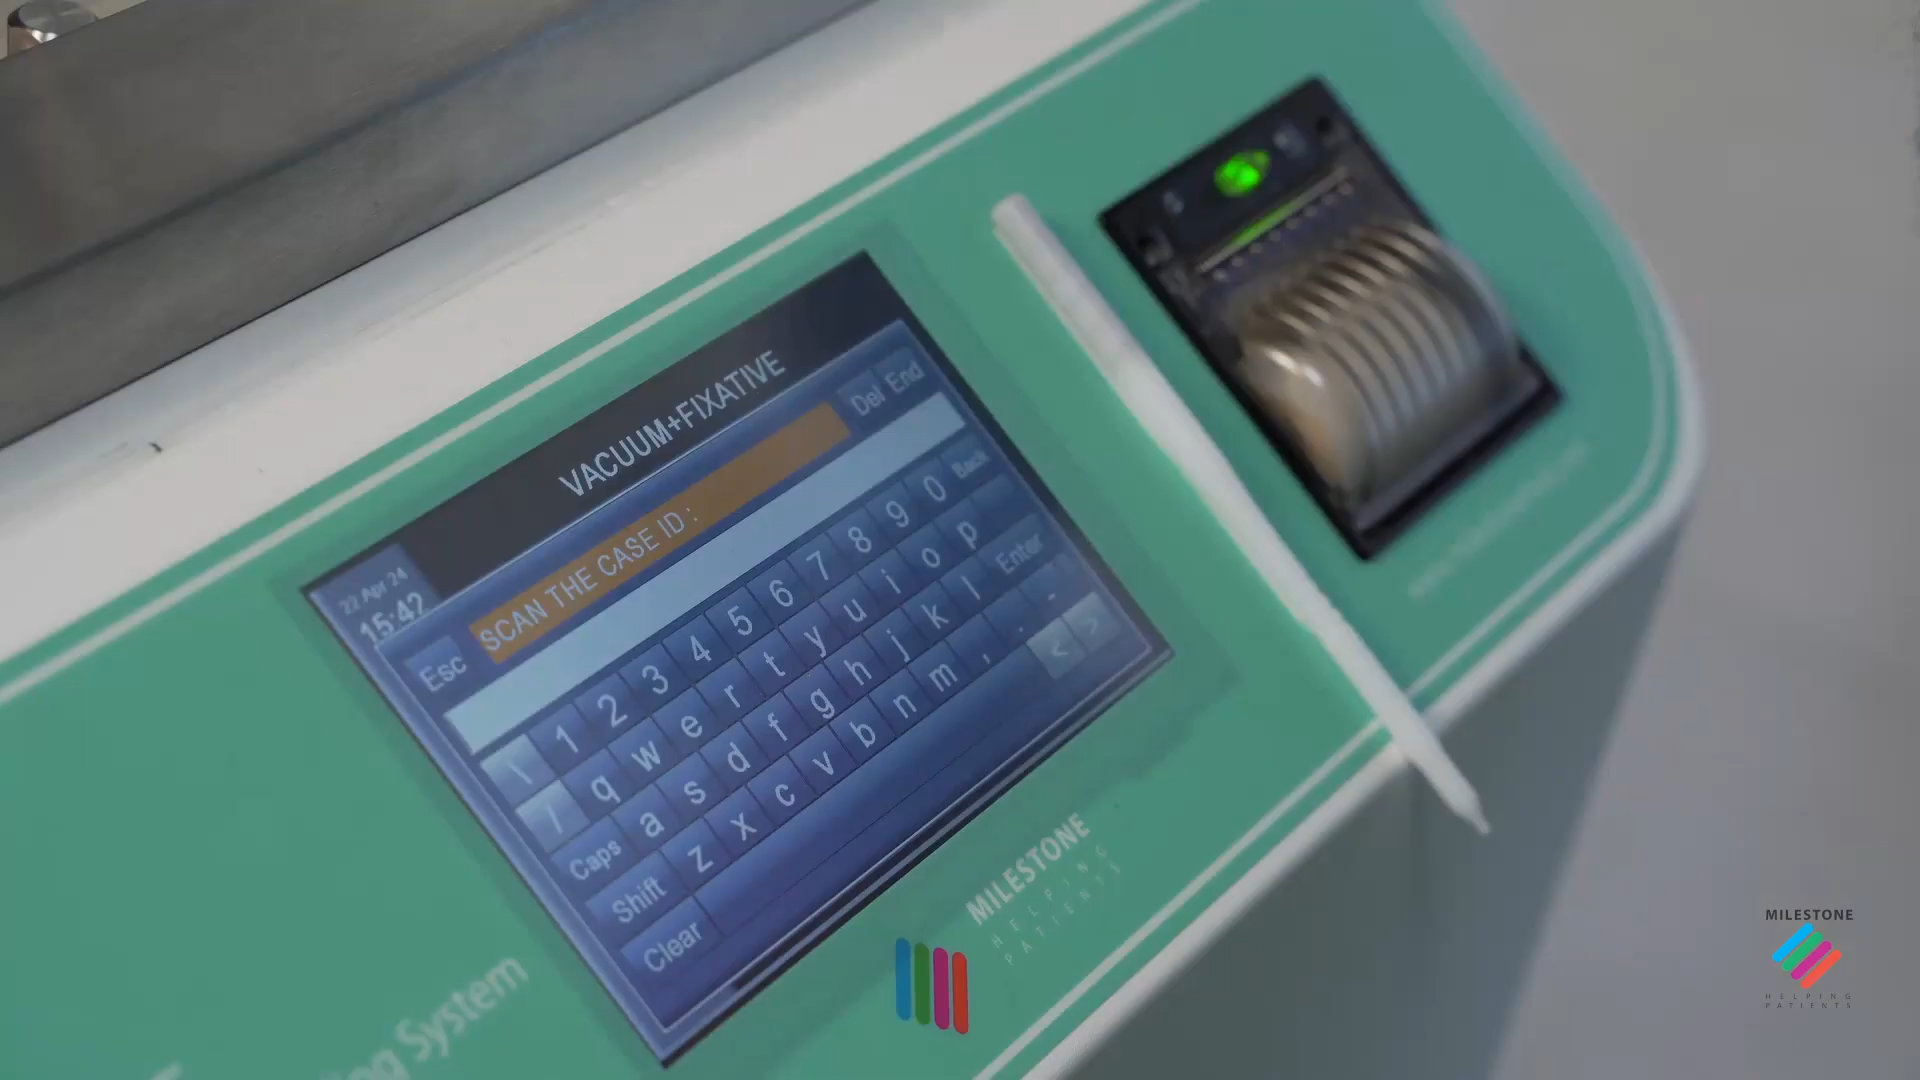 VACUUM+FIXATIVE
22 Apr 24
15:42
Esc
SCAN THE CASE ID:
Del End
\ 1 2 3 4 5 6 7 8 9 0 Back
/ q w e r t y u i o p
Caps a s d f g h j k l Enter
Shift z x c v b n m , . -
Clear < >
MILESTONE
HELPING
PATIENTS
System
MILESTONE
HELPING
PATIENTS